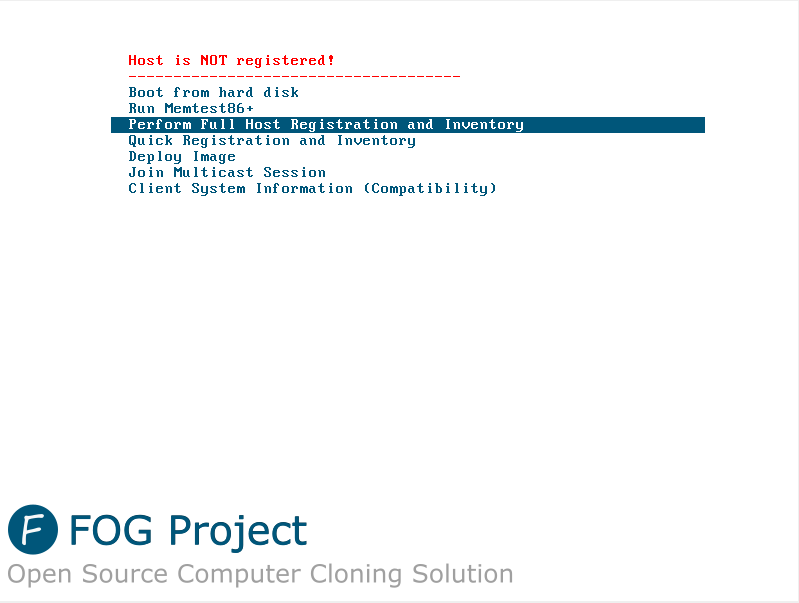 Host is NOT registered!
-------------------------------------
Boot from hard disk
Run Memtest86+
Perform Full Host Registration and Inventory
Quick Registration and Inventory
Deploy Image
Join Multicast Session
Client System Information (Compatibility)
F FOG Project
Open Source Computer Cloning Solution